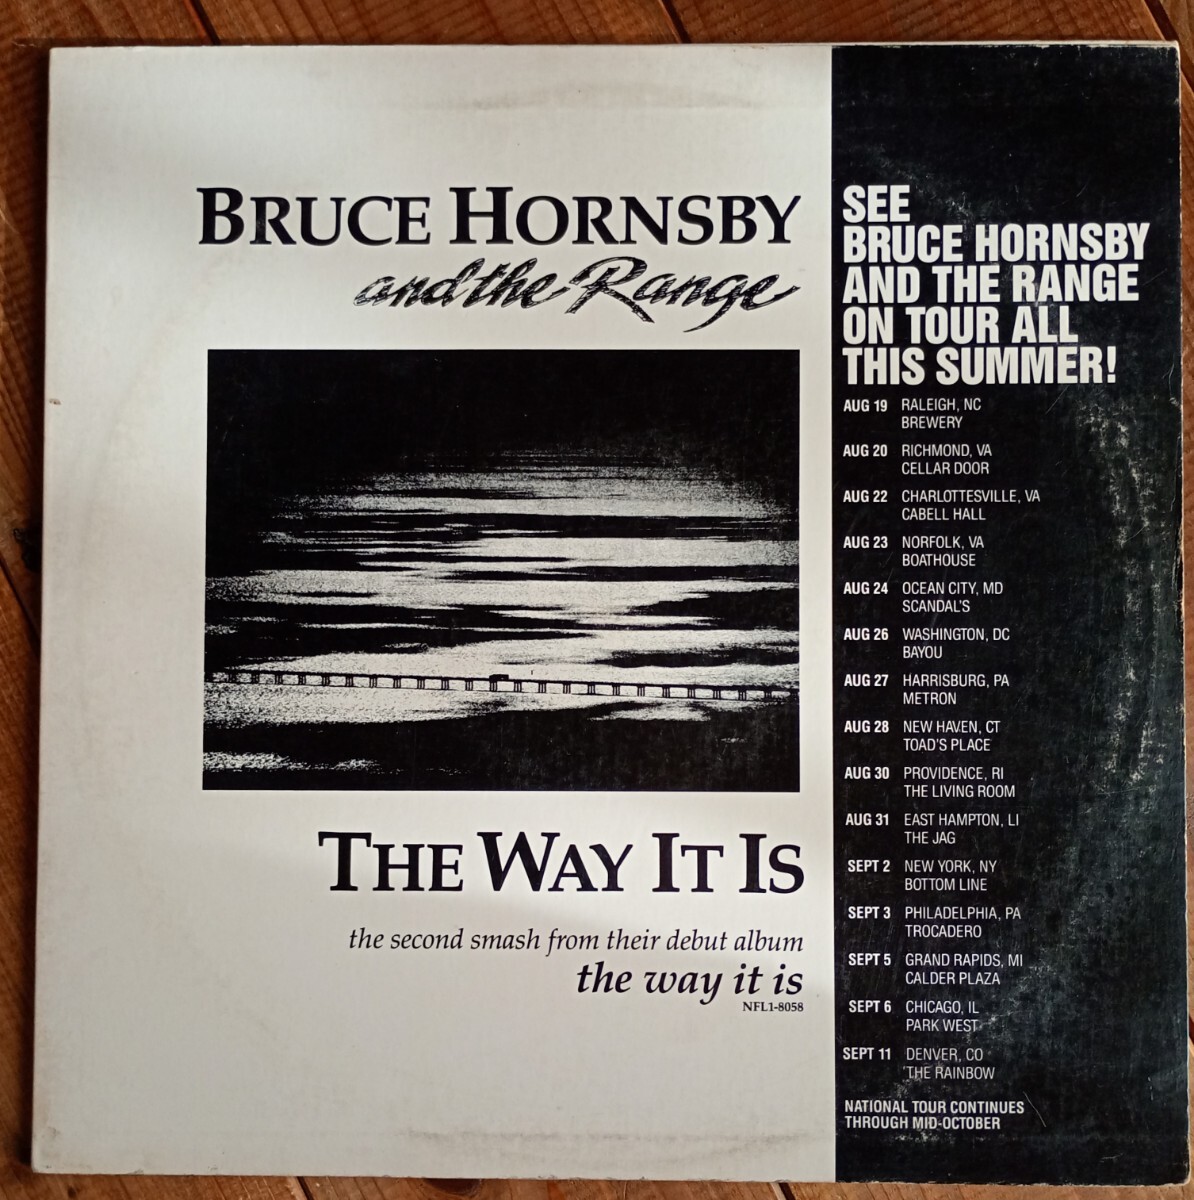 BRUCE HORNSBY
and the Range
THE WAY IT IS
the second smash from their debut album
the way it is
NFL1-8058
SEE
BRUCE HORNSBY
AND THE RANGE
ON TOUR ALL
THIS SUMMER!
AUG 19 RALEIGH, NC
BREWERY
AUG 20 RICHMOND, VA
CELLAR DOOR
AUG 22 CHARLOTTESVILLE, VA
CABELL HALL
AUG 23 NORFOLK, VA
BOATHOUSE
AUG 24 OCEAN CITY, MD
SCANDAL'S
AUG 26 WASHINGTON, DC
BAYOU
AUG 27 HARRISBURG, PA
METRON
AUG 28 NEW HAVEN, CT
TOAD'S PLACE
AUG 30 PROVIDENCE, RI
THE LIVING ROOM
AUG 31 EAST HAMPTON, LI
THE JAG
SEPT 2 NEW YORK, NY
BOTTOM LINE
SEPT 3 PHILADELPHIA, PA
TROCADERO
SEPT 5 GRAND RAPIDS, MI
CALDER PLAZA
SEPT 6 CHICAGO, IL
PARK WEST
SEPT 11 DENVER, CO
THE RAINBOW
NATIONAL TOUR CONTINUES
THROUGH MID-OCTOBER